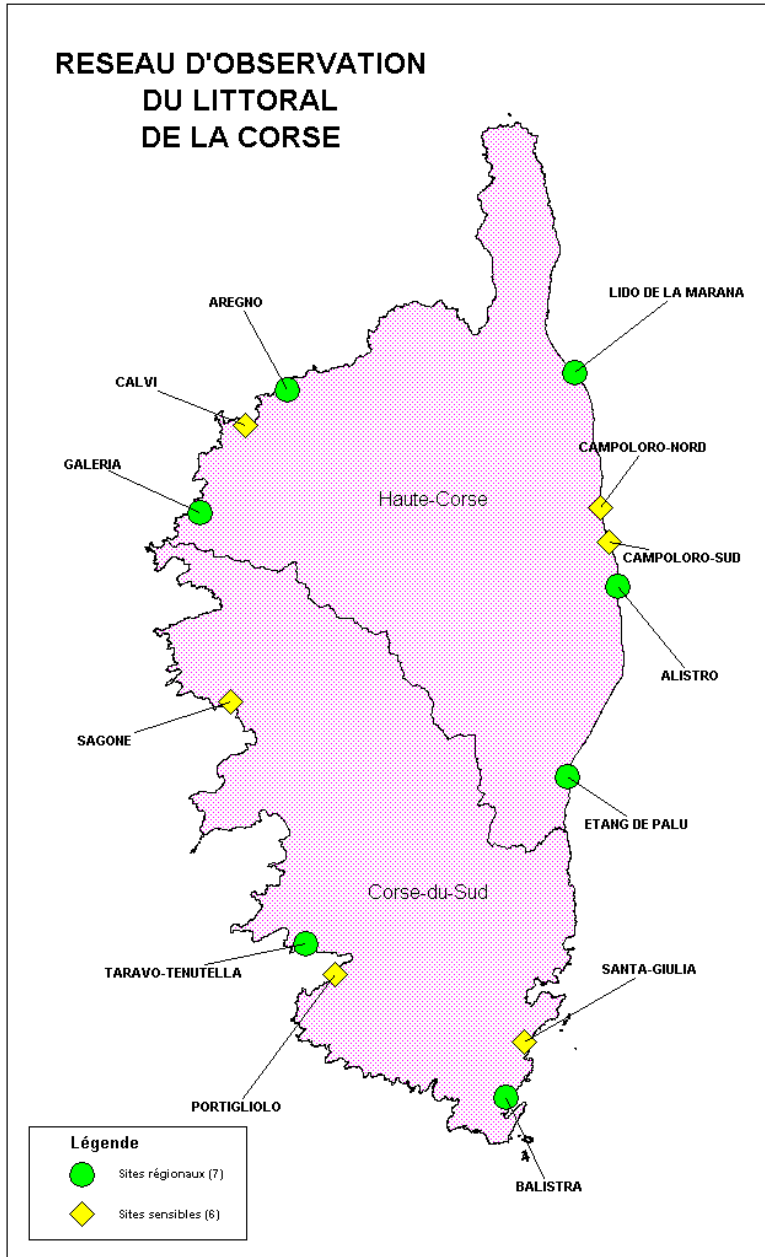 RESEAU D'OBSERVATION
DU LITTORAL
DE LA CORSE
LIDO DE LA MARANA
AREGNO
CALVI
CAMPOLORO-NORD
GALERIA
Haute-Corse
CAMPOLORO-SUD
ALISTRO
SAGONE
ETANG DE PALU
Corse-du-Sud
SANTA-GIULIA
TARAVO-TENUTELLA
PORTIGLIOLO
BALISTRA
Légende
Sites régionaux (7)
Sites sensibles (6)